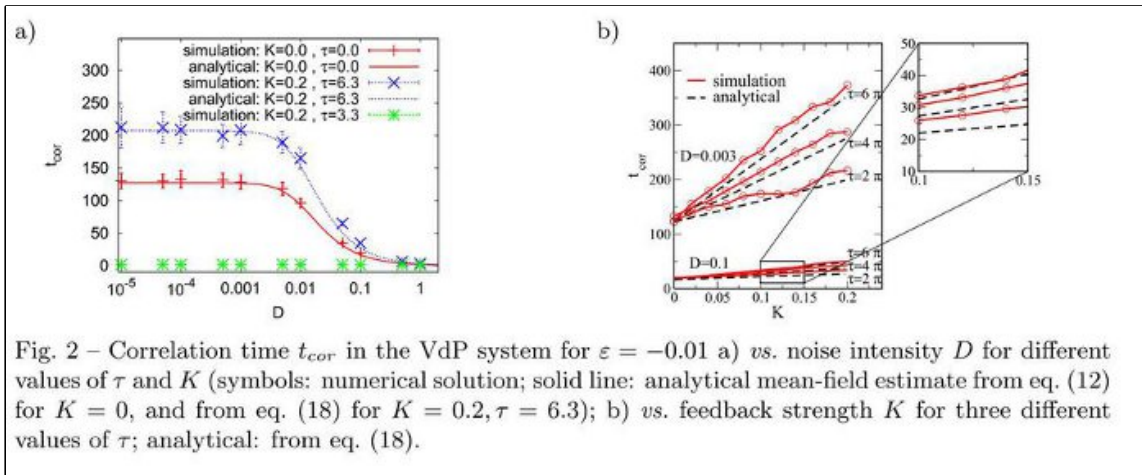 a)
simulation: K=0.0 , τ=0.0
analytical: K=0.0 , τ=0.0
simulation: K=0.2 , τ=6.3
analytical: K=0.2 , τ=6.3
simulation: K=0.2 , τ=3.3
350
300
250
200
150
100
50
0
t_cor
10^-5
10^-4
0.001
0.01
0.1
1
D
b)
simulation
analytical
400
300
200
100
0
t_cor
D=0.003
τ=6 π
τ=4 π
τ=2 π
D=0.1
τ=6 π
τ=4 π
τ=2 π
0
0.05
0.1
0.15
0.2
K
50
40
30
20
10
0.1
0.15
Fig. 2 – Correlation time t_cor in the VdP system for ε = −0.01 a) vs. noise intensity D for different
values of τ and K (symbols: numerical solution; solid line: analytical mean-field estimate from eq. (12)
for K = 0, and from eq. (18) for K = 0.2, τ = 6.3); b) vs. feedback strength K for three different
values of τ; analytical: from eq. (18).